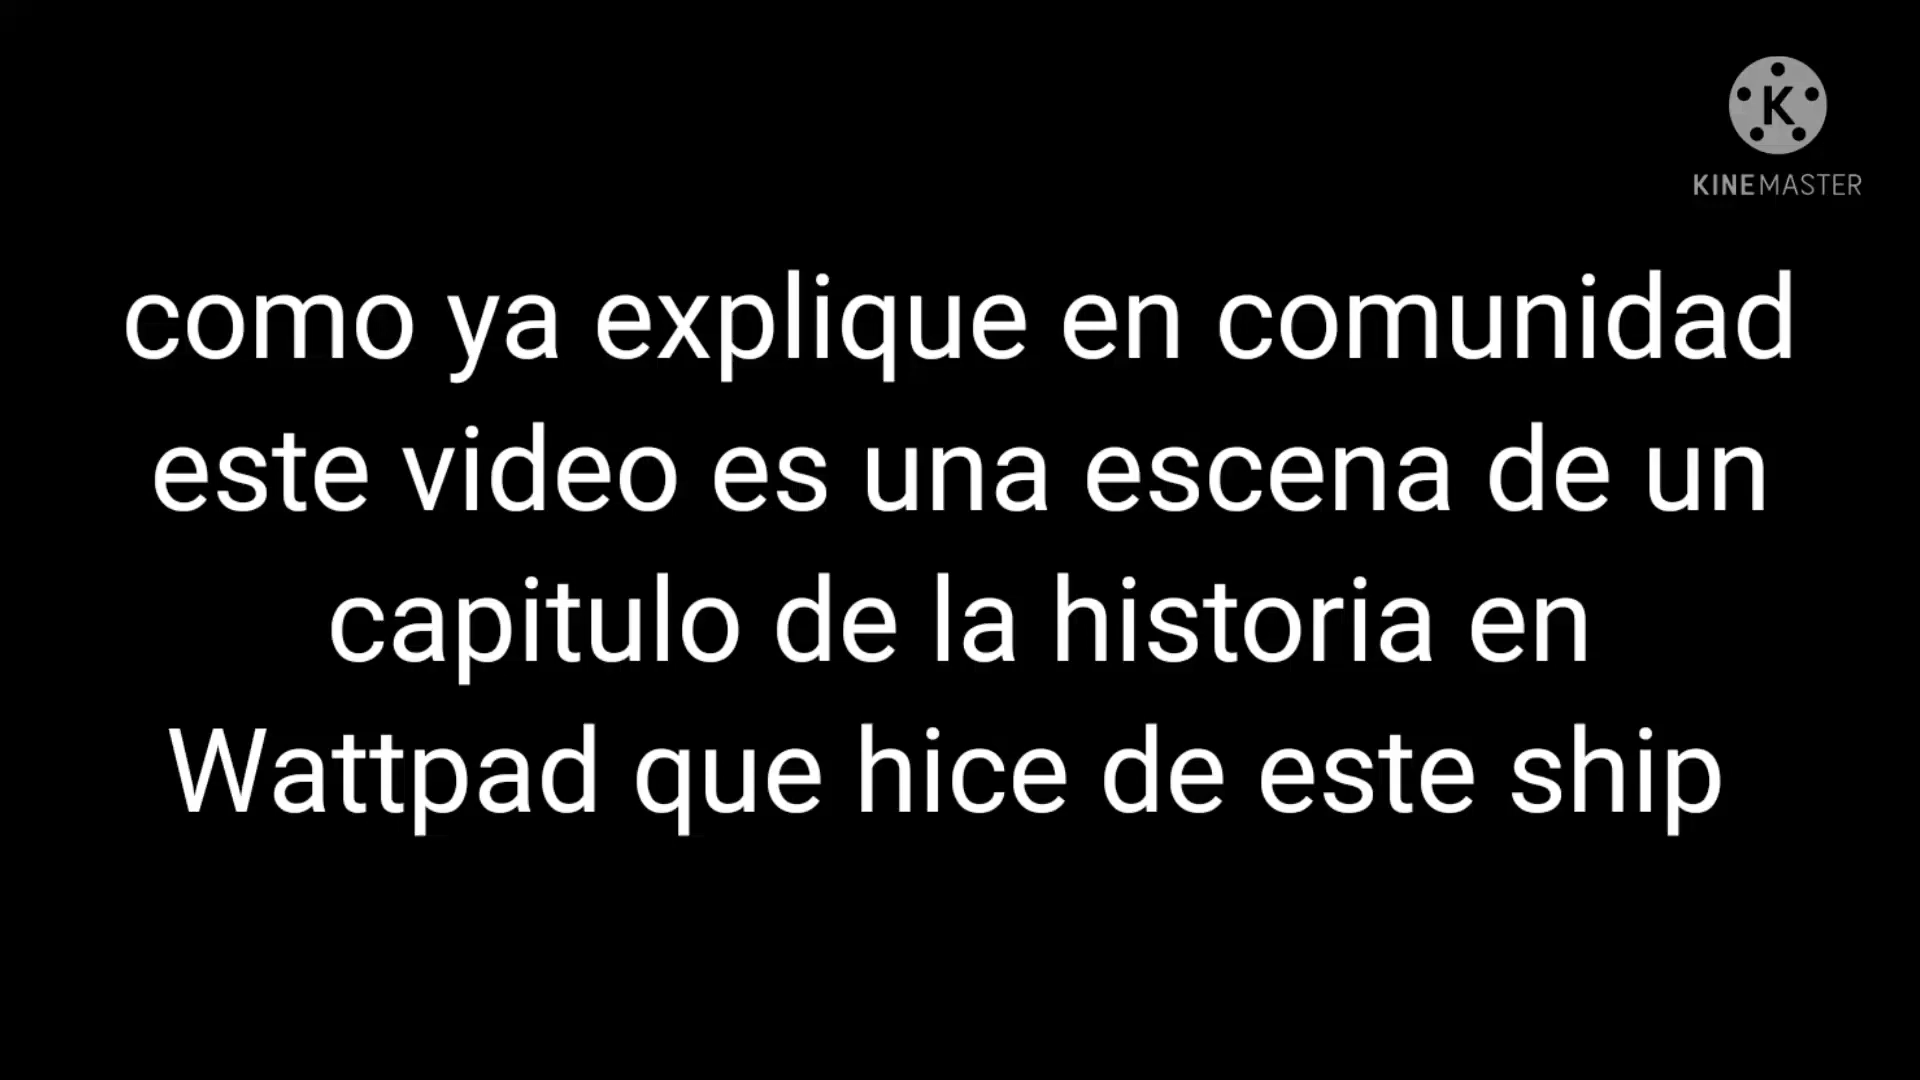 K
KINEMASTER
como ya explique en comunidad
este video es una escena de un
capitulo de la historia en
Wattpad que hice de este ship